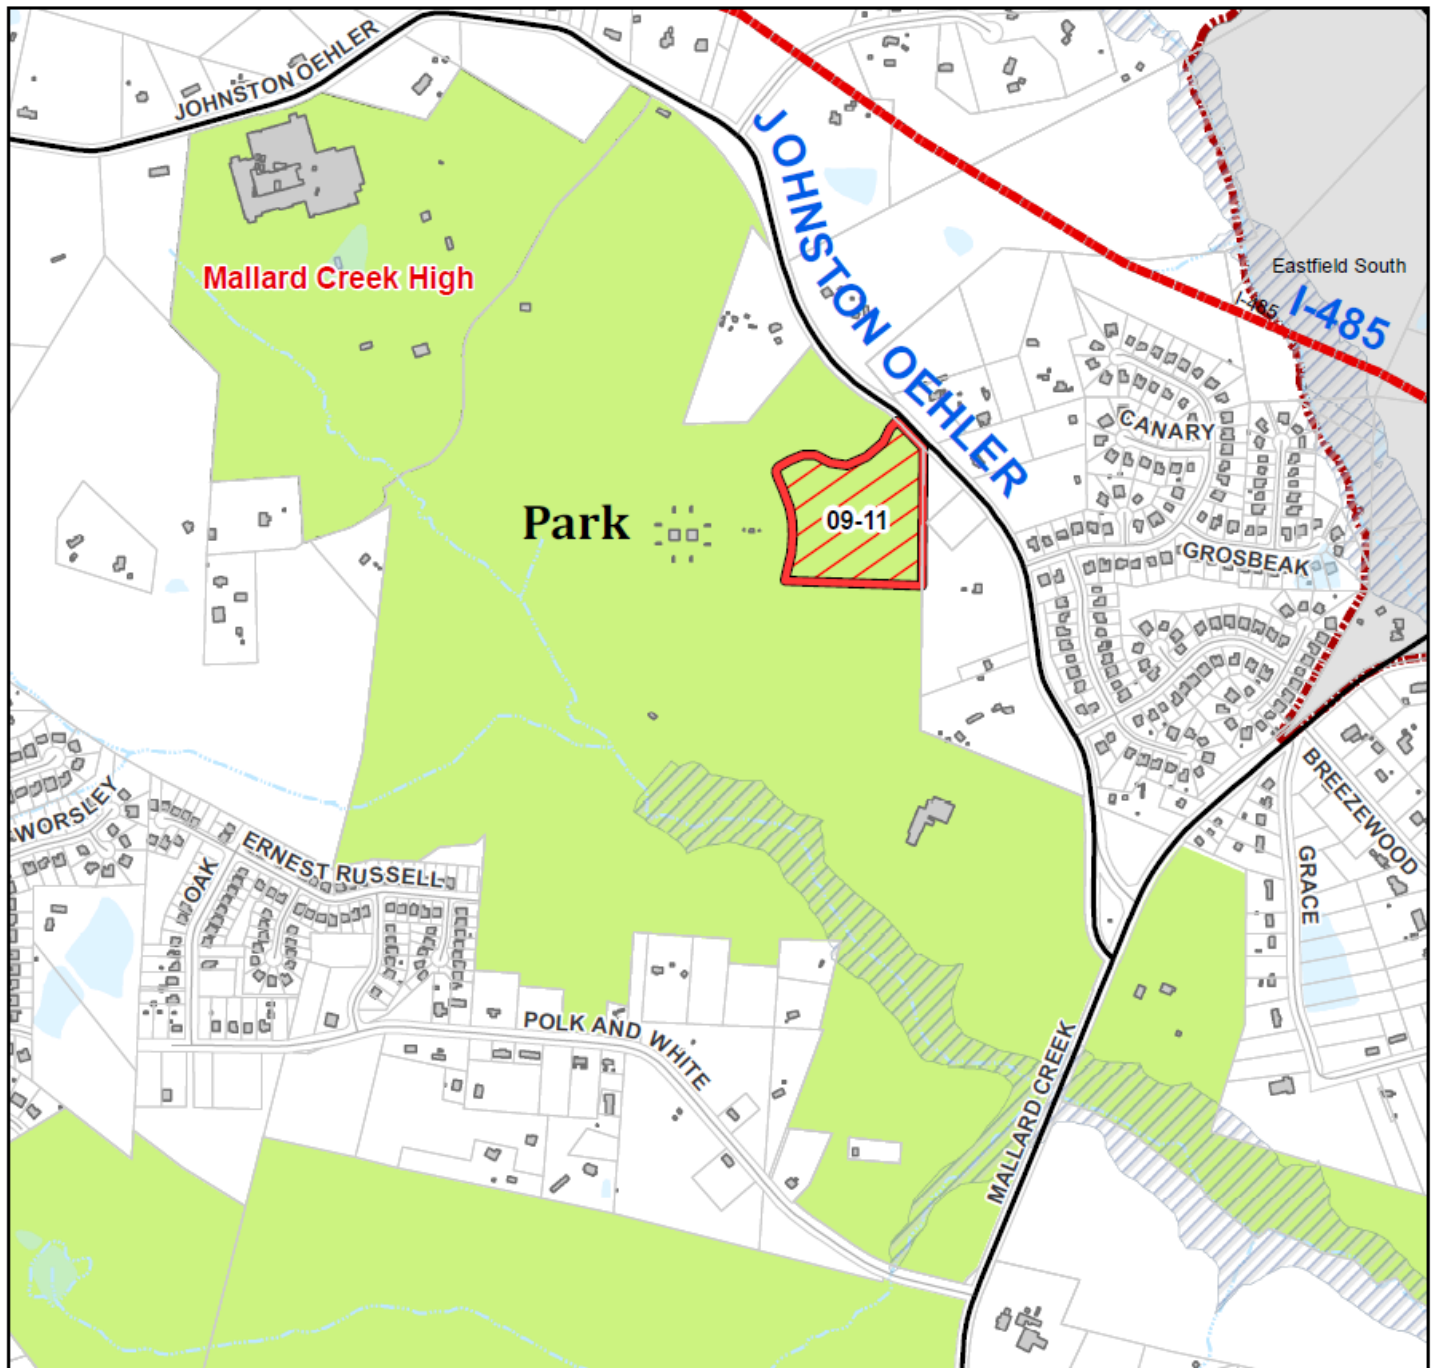 JOHNSTON OEHLER
JOHNSTON OEHLER
Mallard Creek High
Eastfield South
I-485
I-485
CANARY
Park
09-11
GROSBEAK
BREEZEWOOD
WORSLEY
ERNEST RUSSELL
OAK
GRACE
POLK AND WHITE
MALLARD CREEK